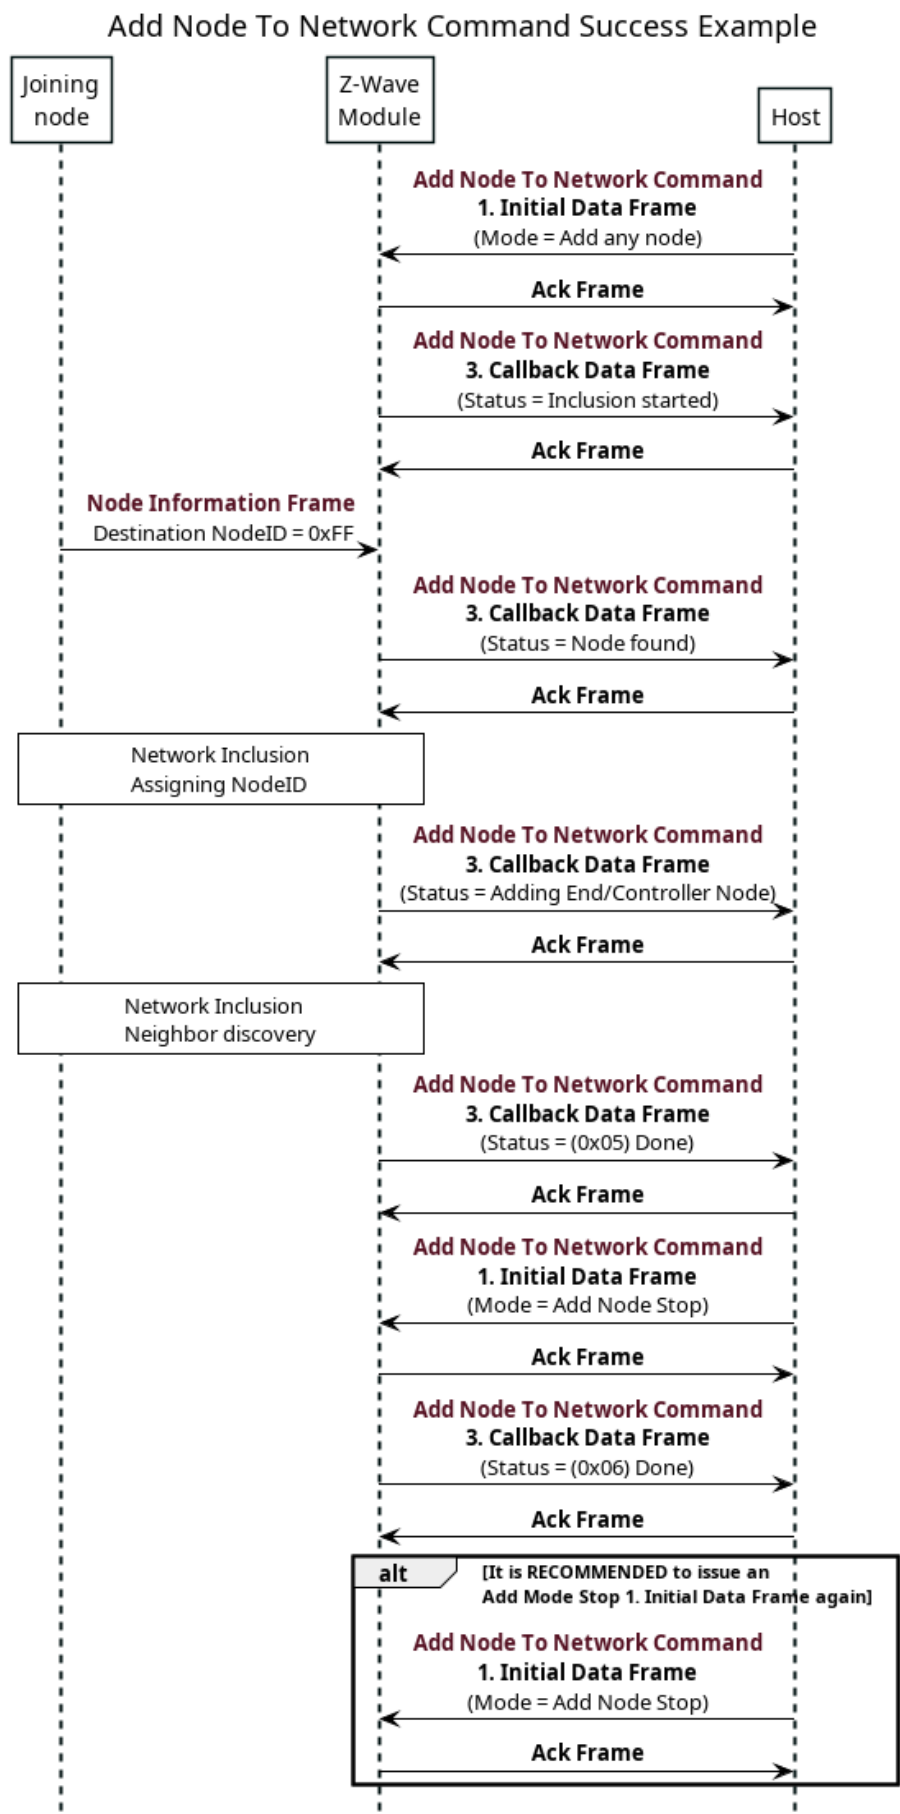 Add Node To Network Command Success Example
Joining
node
Z-Wave
Module
Host
Add Node To Network Command
1. Initial Data Frame
(Mode = Add any node)
Ack Frame
Add Node To Network Command
3. Callback Data Frame
(Status = Inclusion started)
Ack Frame
Node Information Frame
Destination NodeID = 0xFF
Add Node To Network Command
3. Callback Data Frame
(Status = Node found)
Ack Frame
Network Inclusion
Assigning NodeID
Add Node To Network Command
3. Callback Data Frame
(Status = Adding End/Controller Node)
Ack Frame
Network Inclusion
Neighbor discovery
Add Node To Network Command
3. Callback Data Frame
(Status = (0x05) Done)
Ack Frame
Add Node To Network Command
1. Initial Data Frame
(Mode = Add Node Stop)
Ack Frame
Add Node To Network Command
3. Callback Data Frame
(Status = (0x06) Done)
Ack Frame
alt
[It is RECOMMENDED to issue an
Add Mode Stop 1. Initial Data Frame again]
Add Node To Network Command
1. Initial Data Frame
(Mode = Add Node Stop)
Ack Frame